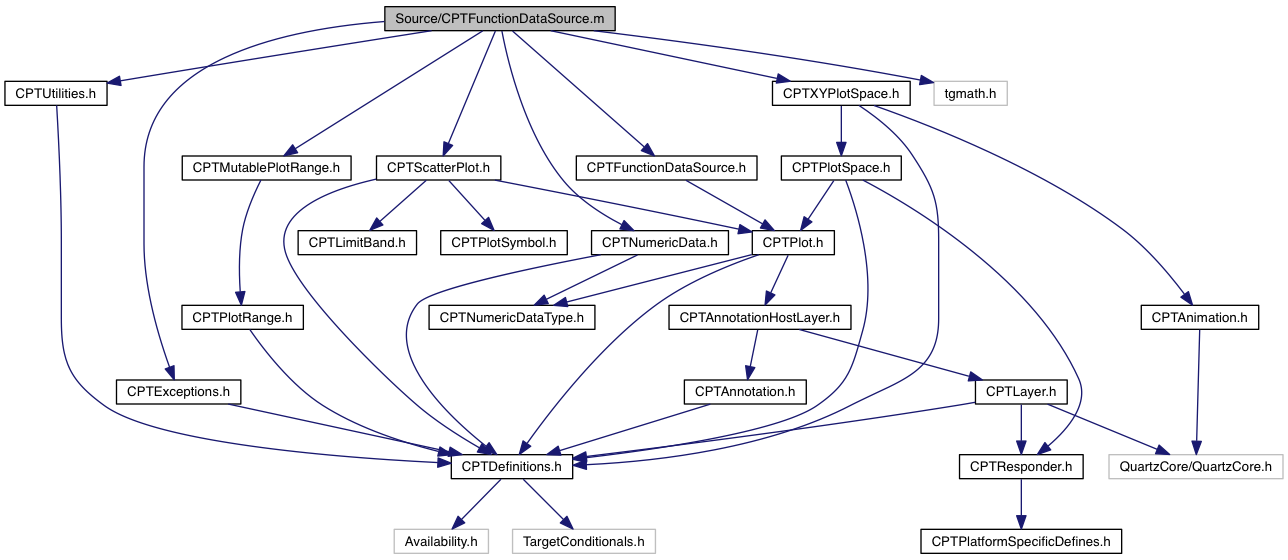 Source/CPTFunctionDataSource.m
CPTUtilities.h
CPTXYPlotSpace.h
tgmath.h
CPTMutablePlotRange.h
CPTScatterPlot.h
CPTFunctionDataSource.h
CPTPlotSpace.h
CPTLimitBand.h
CPTPlotSymbol.h
CPTNumericData.h
CPTPlot.h
CPTPlotRange.h
CPTNumericDataType.h
CPTAnnotationHostLayer.h
CPTAnimation.h
CPTExceptions.h
CPTAnnotation.h
CPTLayer.h
CPTDefinitions.h
CPTResponder.h
QuartzCore/QuartzCore.h
Availability.h
TargetConditionals.h
CPTPlatformSpecificDefines.h